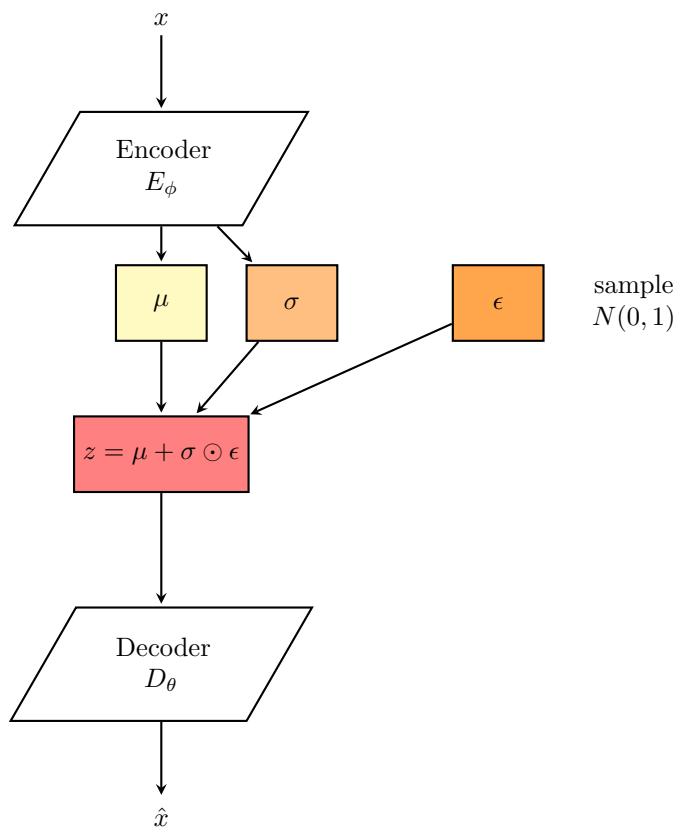 x
Encoder
E_ϕ
μ
σ
ϵ
sample
N(0, 1)
z = μ + σ ⊙ ϵ
Decoder
D_θ
x̂